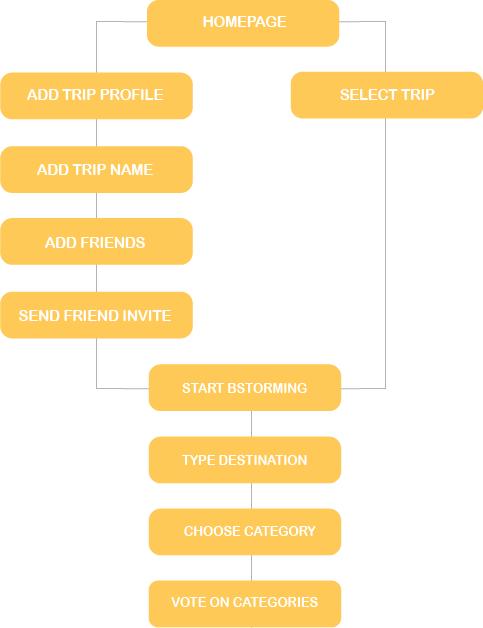 HOMEPAGE
ADD TRIP PROFILE
SELECT TRIP
ADD TRIP NAME
ADD FRIENDS
SEND FRIEND INVITE
START BSTORMING
TYPE DESTINATION
CHOOSE CATEGORY
VOTE ON CATEGORIES